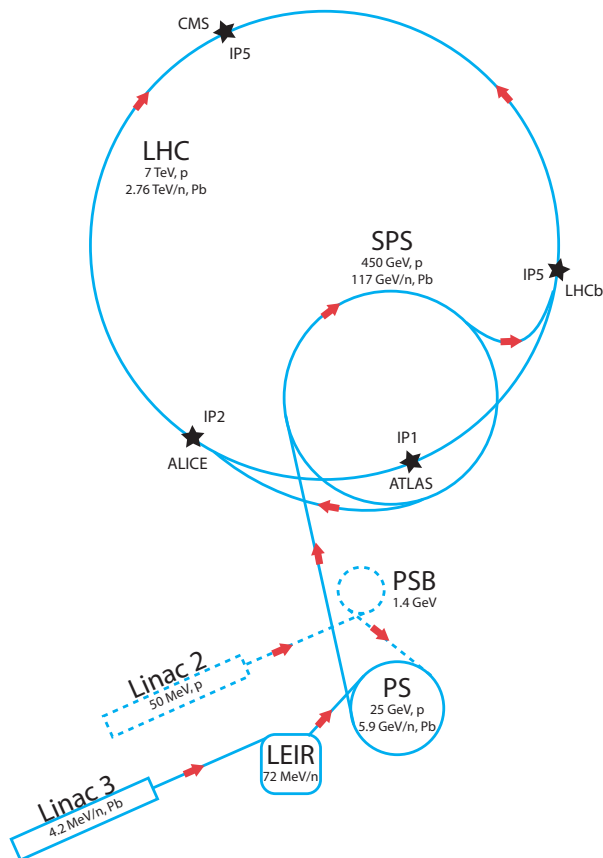 CMS
IP5
LHC
7 TeV, p
2.76 TeV/n, Pb
SPS
450 GeV, p
117 GeV/n, Pb
IP5
LHCb
IP2
ALICE
IP1
ATLAS
PSB
1.4 GeV
Linac 2
50 MeV, p
PS
25 GeV, p
5.9 GeV/n, Pb
LEIR
72 MeV/n
Linac 3
4.2 MeV/n, Pb